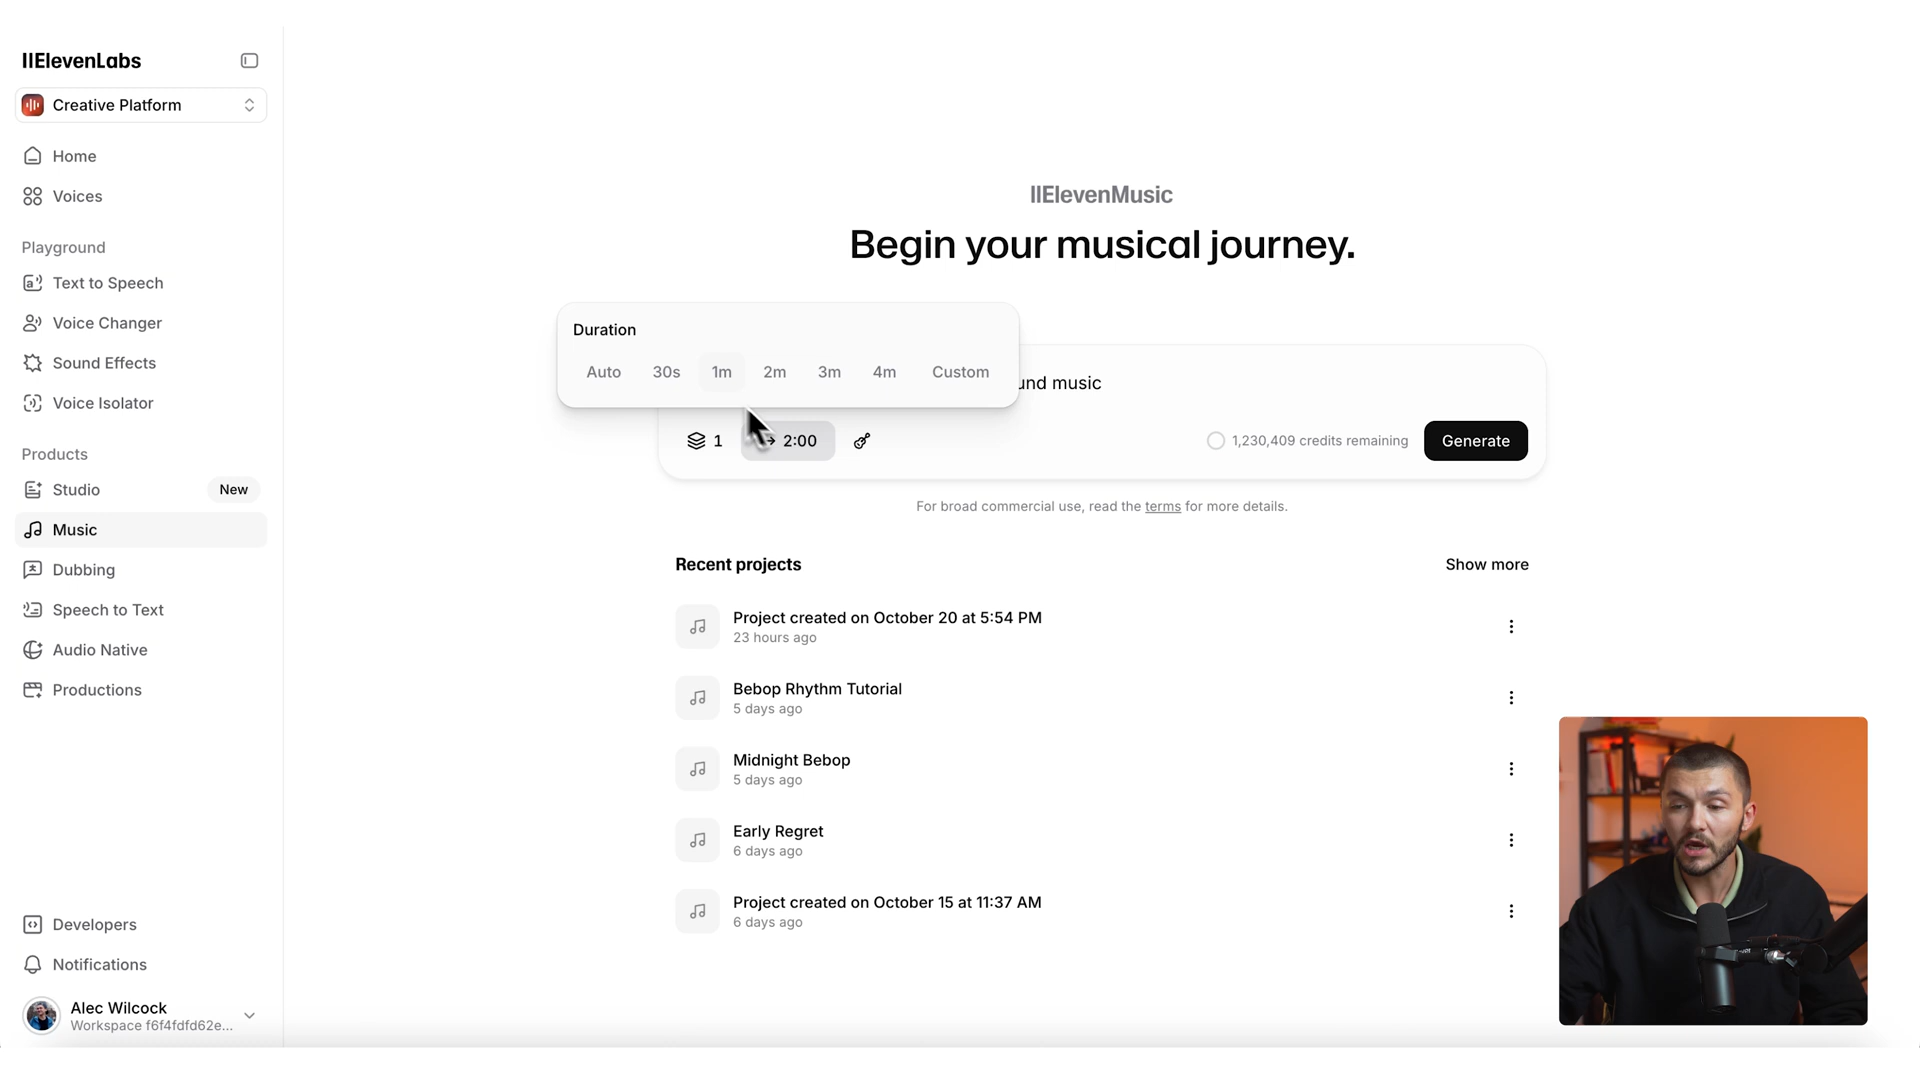 IIElevenLabs
Creative Platform
Home
Voices
Playground
Text to Speech
Voice Changer
Sound Effects
Voice Isolator
Products
Studio New
Music
Dubbing
Speech to Text
Audio Native
Productions
Developers
Notifications
Alec Wilcock
Workspace f6f4fdfd62e...
IIElevenMusic
Begin your musical journey.
Duration
Auto 30s 1m 2m 3m 4m Custom
und music
1 2:00 1,230,409 credits remaining Generate
For broad commercial use, read the terms for more details.
Recent projects Show more
Project created on October 20 at 5:54 PM
23 hours ago
Bebop Rhythm Tutorial
5 days ago
Midnight Bebop
5 days ago
Early Regret
6 days ago
Project created on October 15 at 11:37 AM
6 days ago